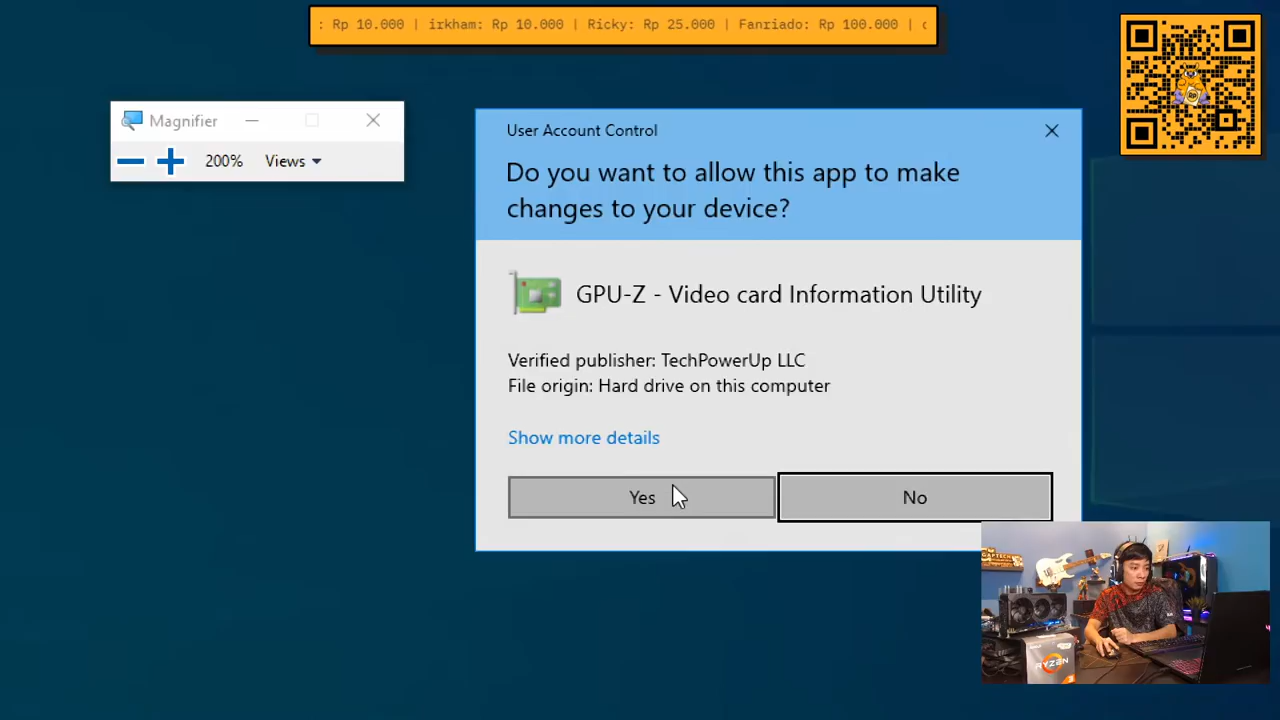 : Rp 10.000 | irkham: Rp 10.000 | Ricky: Rp 25.000 | Fanriado: Rp 100.000 |
Magnifier
200% Views
User Account Control
Do you want to allow this app to make
changes to your device?
GPU-Z - Video card Information Utility
Verified publisher: TechPowerUp LLC
File origin: Hard drive on this computer
Show more details
Yes
No
RYZEN